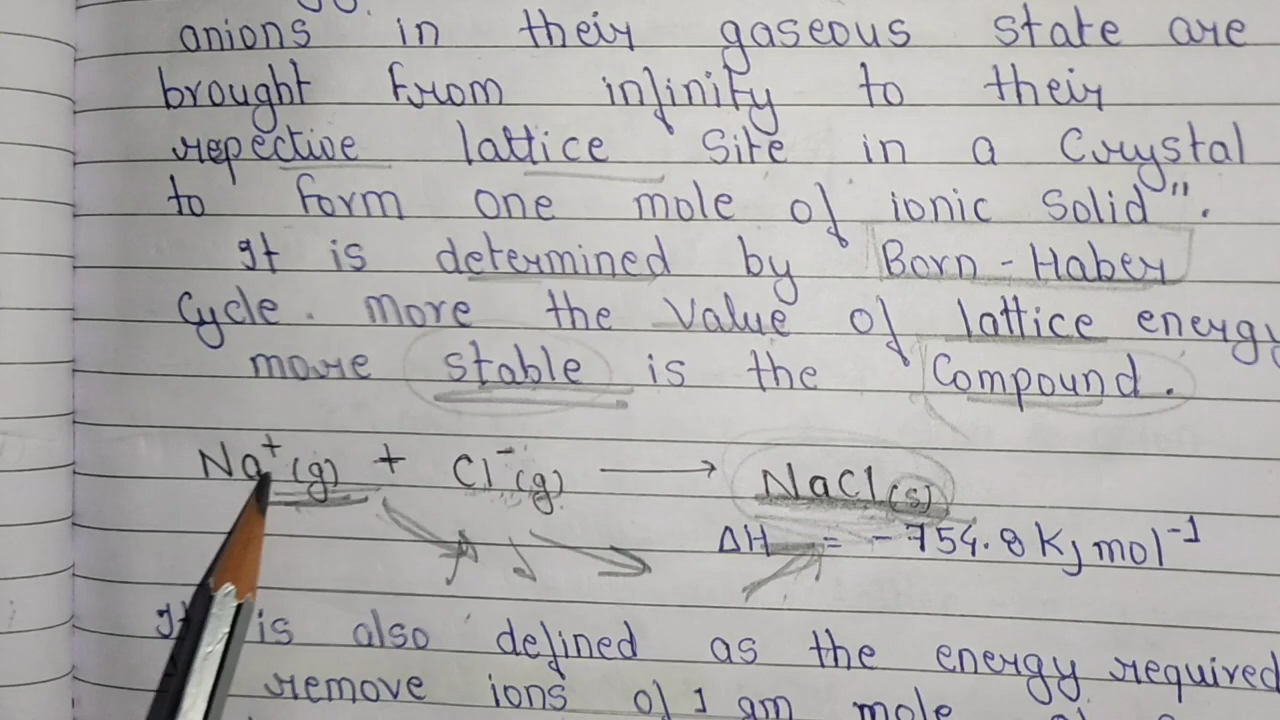 anions in their gaseous state are
brought from infinity to their
repective lattice site in a Crystal
to form one mole of ionic solid".
It is determined by Born-Haber
Cycle. More the value of lattice energy
more stable is the Compound.
Na⁺(g) + Cl⁻(g) ⟶ NaCl(s)
ΔH = -754.8 KJ mol⁻¹
It is also defined as the energy required
remove ions of 1 gm mole